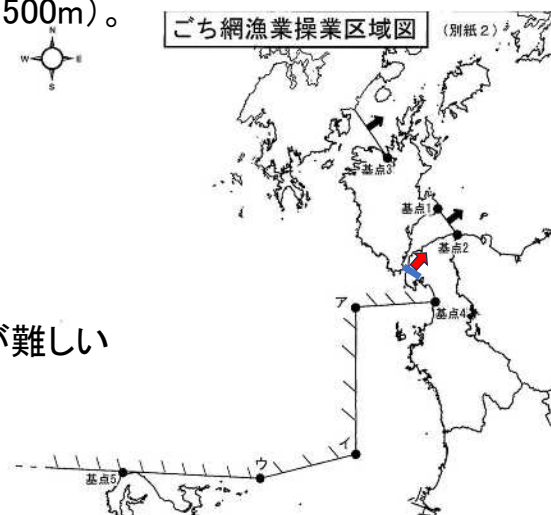 500m）。
ごち網漁業操業区域図
（別紙２）
N
W E
S
基点3
基点1
基点2
ア
基点4
が難しい
イ
ウ
基点5